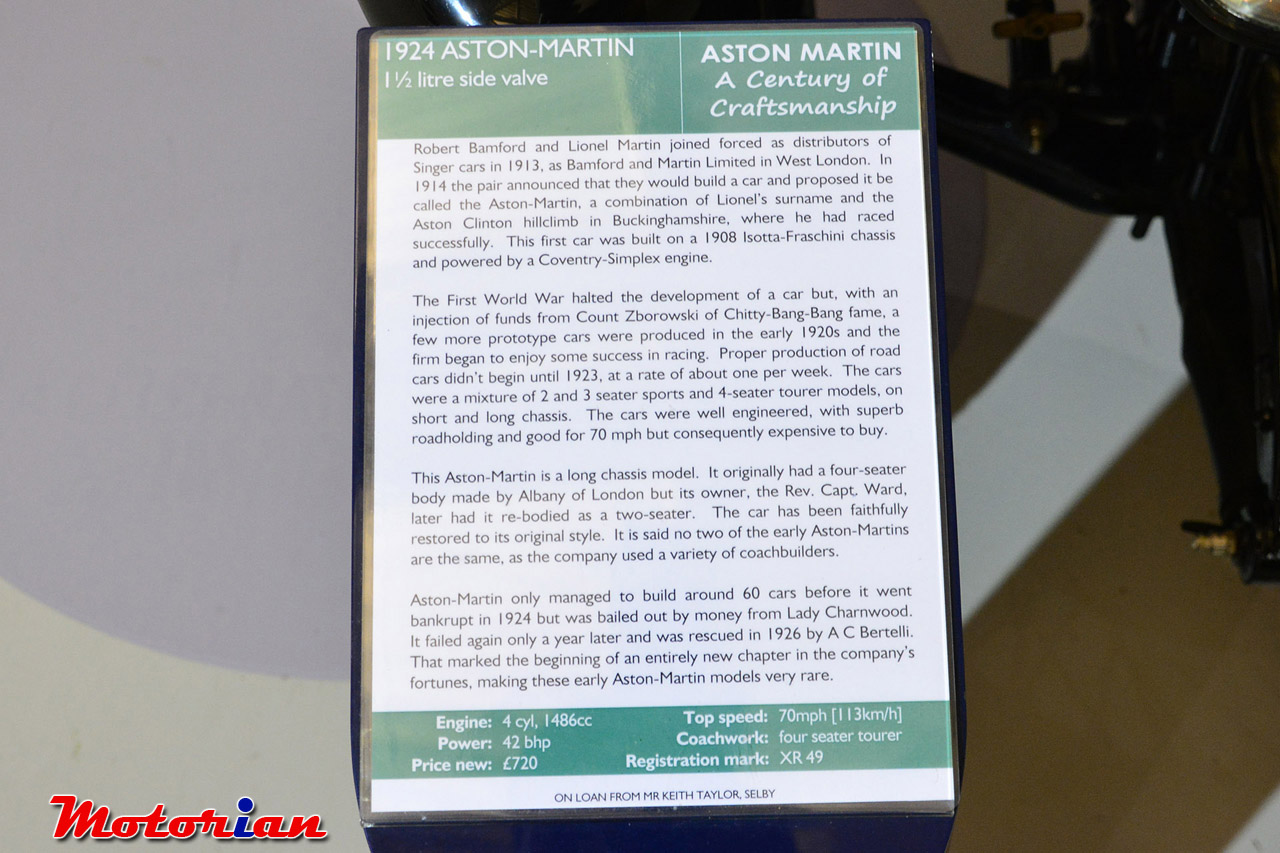 1924 ASTON-MARTIN
1½ litre side valve
ASTON MARTIN
A Century of
Craftsmanship
Robert Bamford and Lionel Martin joined forced as distributors of
Singer cars in 1913, as Bamford and Martin Limited in West London. In
1914 the pair announced that they would build a car and proposed it be
called the Aston-Martin, a combination of Lionel's surname and the
Aston Clinton hillclimb in Buckinghamshire, where he had raced
successfully. This first car was built on a 1908 Isotta-Fraschini chassis
and powered by a Coventry-Simplex engine.
The First World War halted the development of a car but, with an
injection of funds from Count Zborowski of Chitty-Bang-Bang fame, a
few more prototype cars were produced in the early 1920s and the
firm began to enjoy some success in racing. Proper production of road
cars didn't begin until 1923, at a rate of about one per week. The cars
were a mixture of 2 and 3 seater sports and 4-seater tourer models, on
short and long chassis. The cars were well engineered, with superb
roadholding and good for 70 mph but consequently expensive to buy.
This Aston-Martin is a long chassis model. It originally had a four-seater
body made by Albany of London but its owner, the Rev. Capt. Ward,
later had it re-bodied as a two-seater. The car has been faithfully
restored to its original style. It is said no two of the early Aston-Martins
are the same, as the company used a variety of coachbuilders.
Aston-Martin only managed to build around 60 cars before it went
bankrupt in 1924 but was bailed out by money from Lady Charnwood.
It failed again only a year later and was rescued in 1926 by A C Bertelli.
That marked the beginning of an entirely new chapter in the company's
fortunes, making these early Aston-Martin models very rare.
Engine: 4 cyl, 1486cc
Power: 42 bhp
Price new: £720
Top speed: 70mph [113km/h]
Coachwork: four seater tourer
Registration mark: XR 49
ON LOAN FROM MR KEITH TAYLOR, SELBY
Motorian